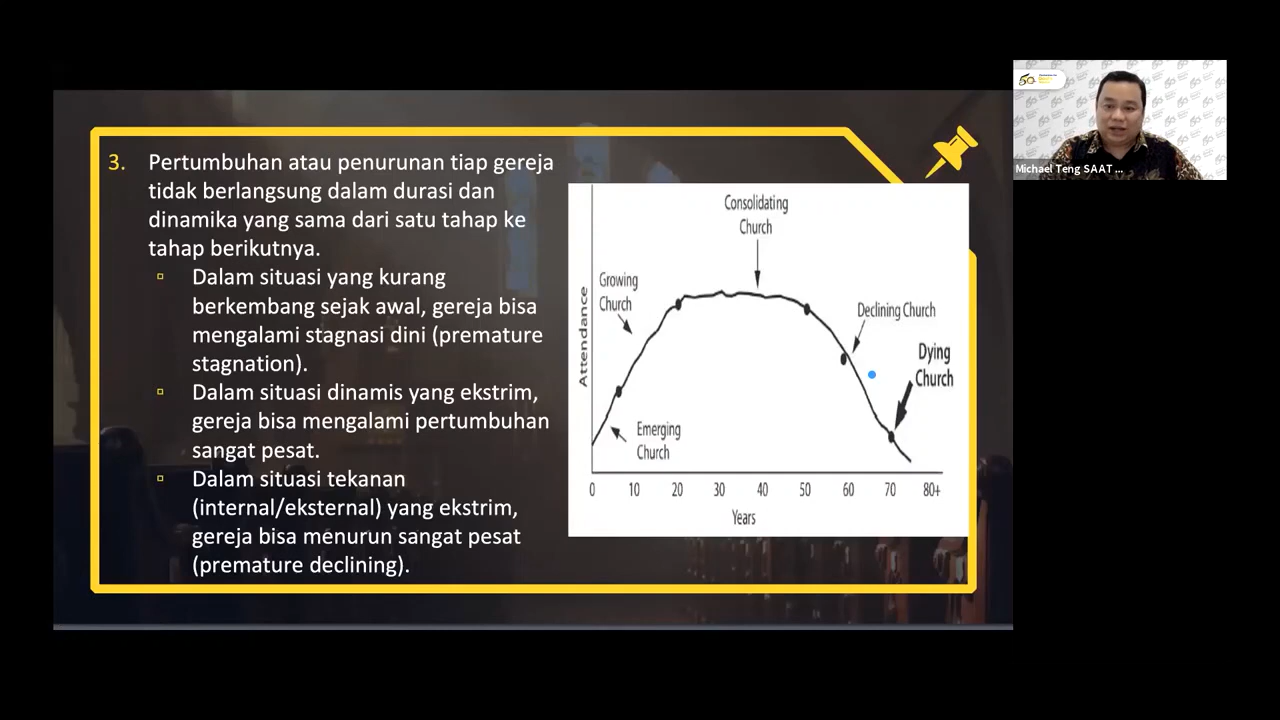 3. Pertumbuhan atau penurunan tiap gereja
tidak berlangsung dalam durasi dan
dinamika yang sama dari satu tahap ke
tahap berikutnya.
▫ Dalam situasi yang kurang
berkembang sejak awal, gereja bisa
mengalami stagnasi dini (premature
stagnation).
▫ Dalam situasi dinamis yang ekstrim,
gereja bisa mengalami pertumbuhan
sangat pesat.
▫ Dalam situasi tekanan
(internal/eksternal) yang ekstrim,
gereja bisa menurun sangat pesat
(premature declining).
Consolidating
Church
Growing
Church
Declining Church
Dying
Church
Emerging
Church
Attendance
0 10 20 30 40 50 60 70 80+
Years
50
Michael Teng SAAT ...